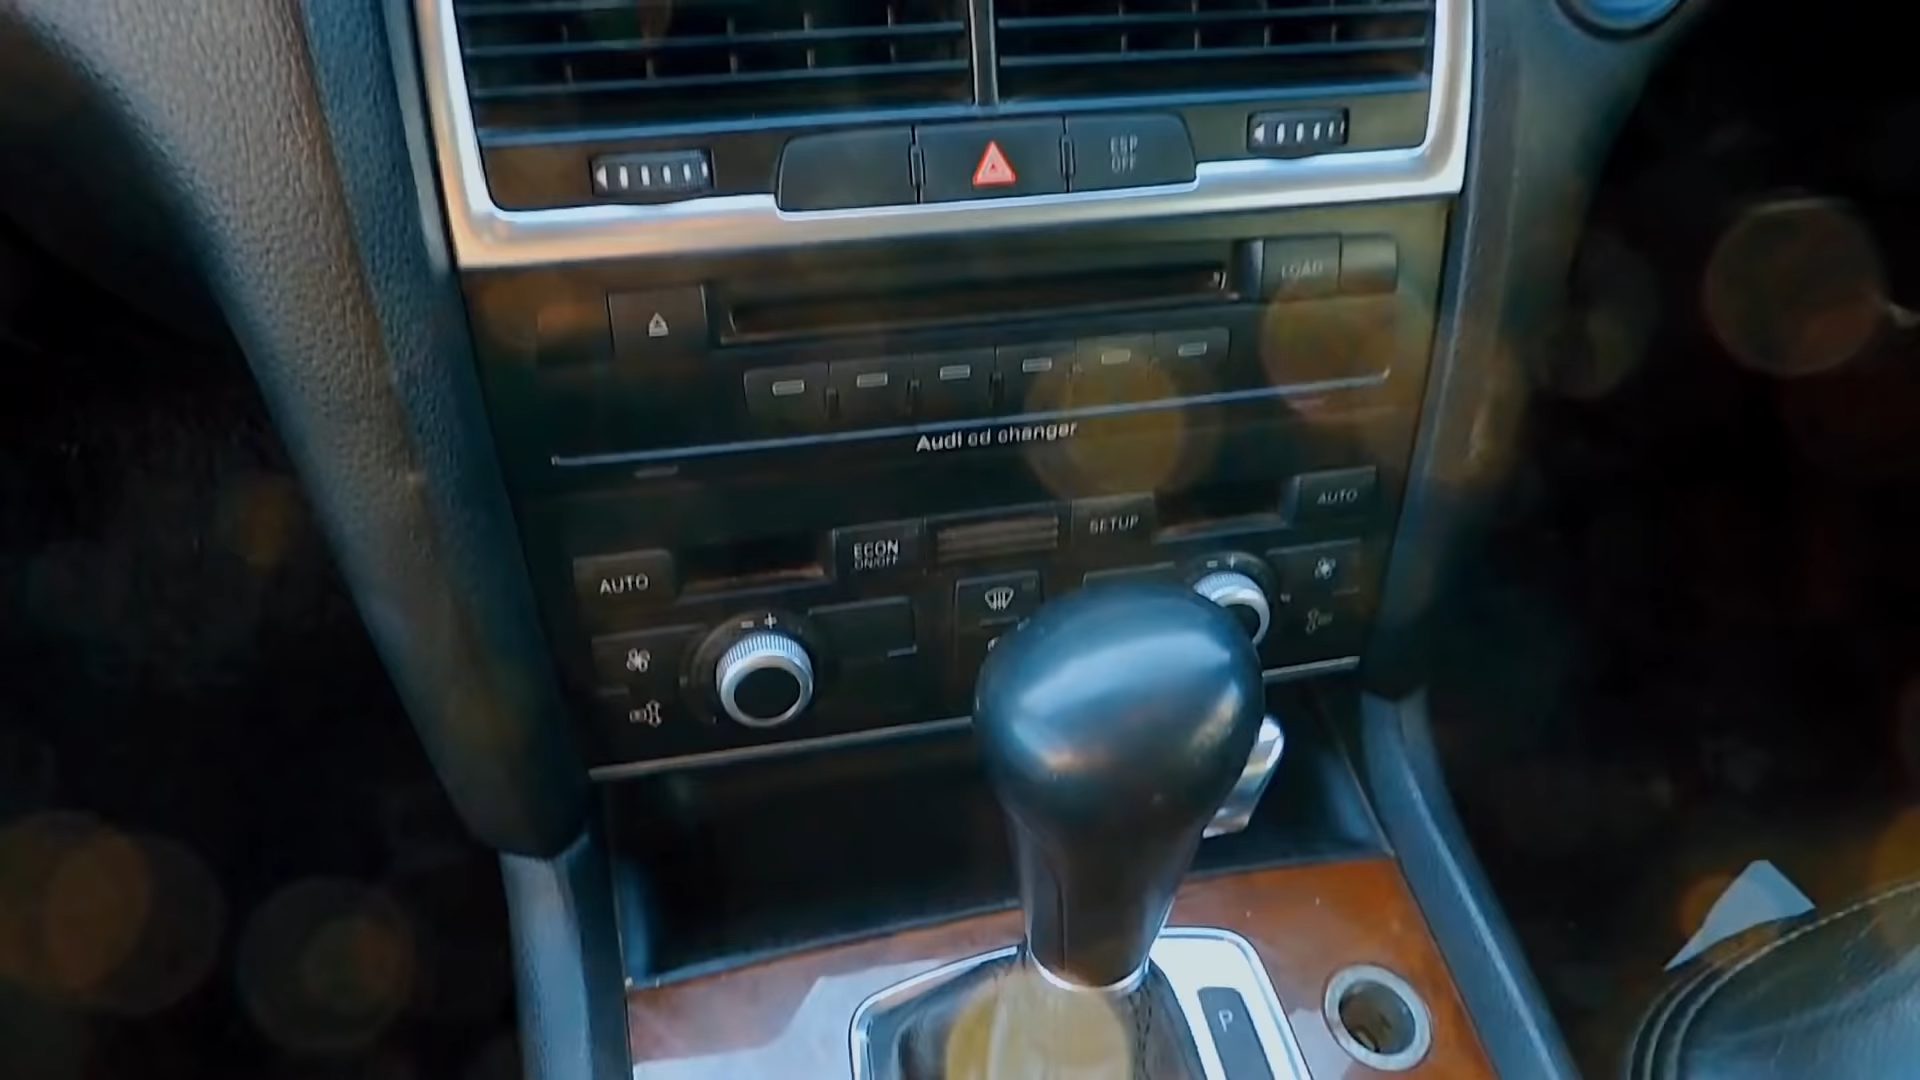 ESP
OFF
LOAD
Audi cd changer
AUTO
ECON
ON/OFF
SETUP
AUTO
- +
- +
P